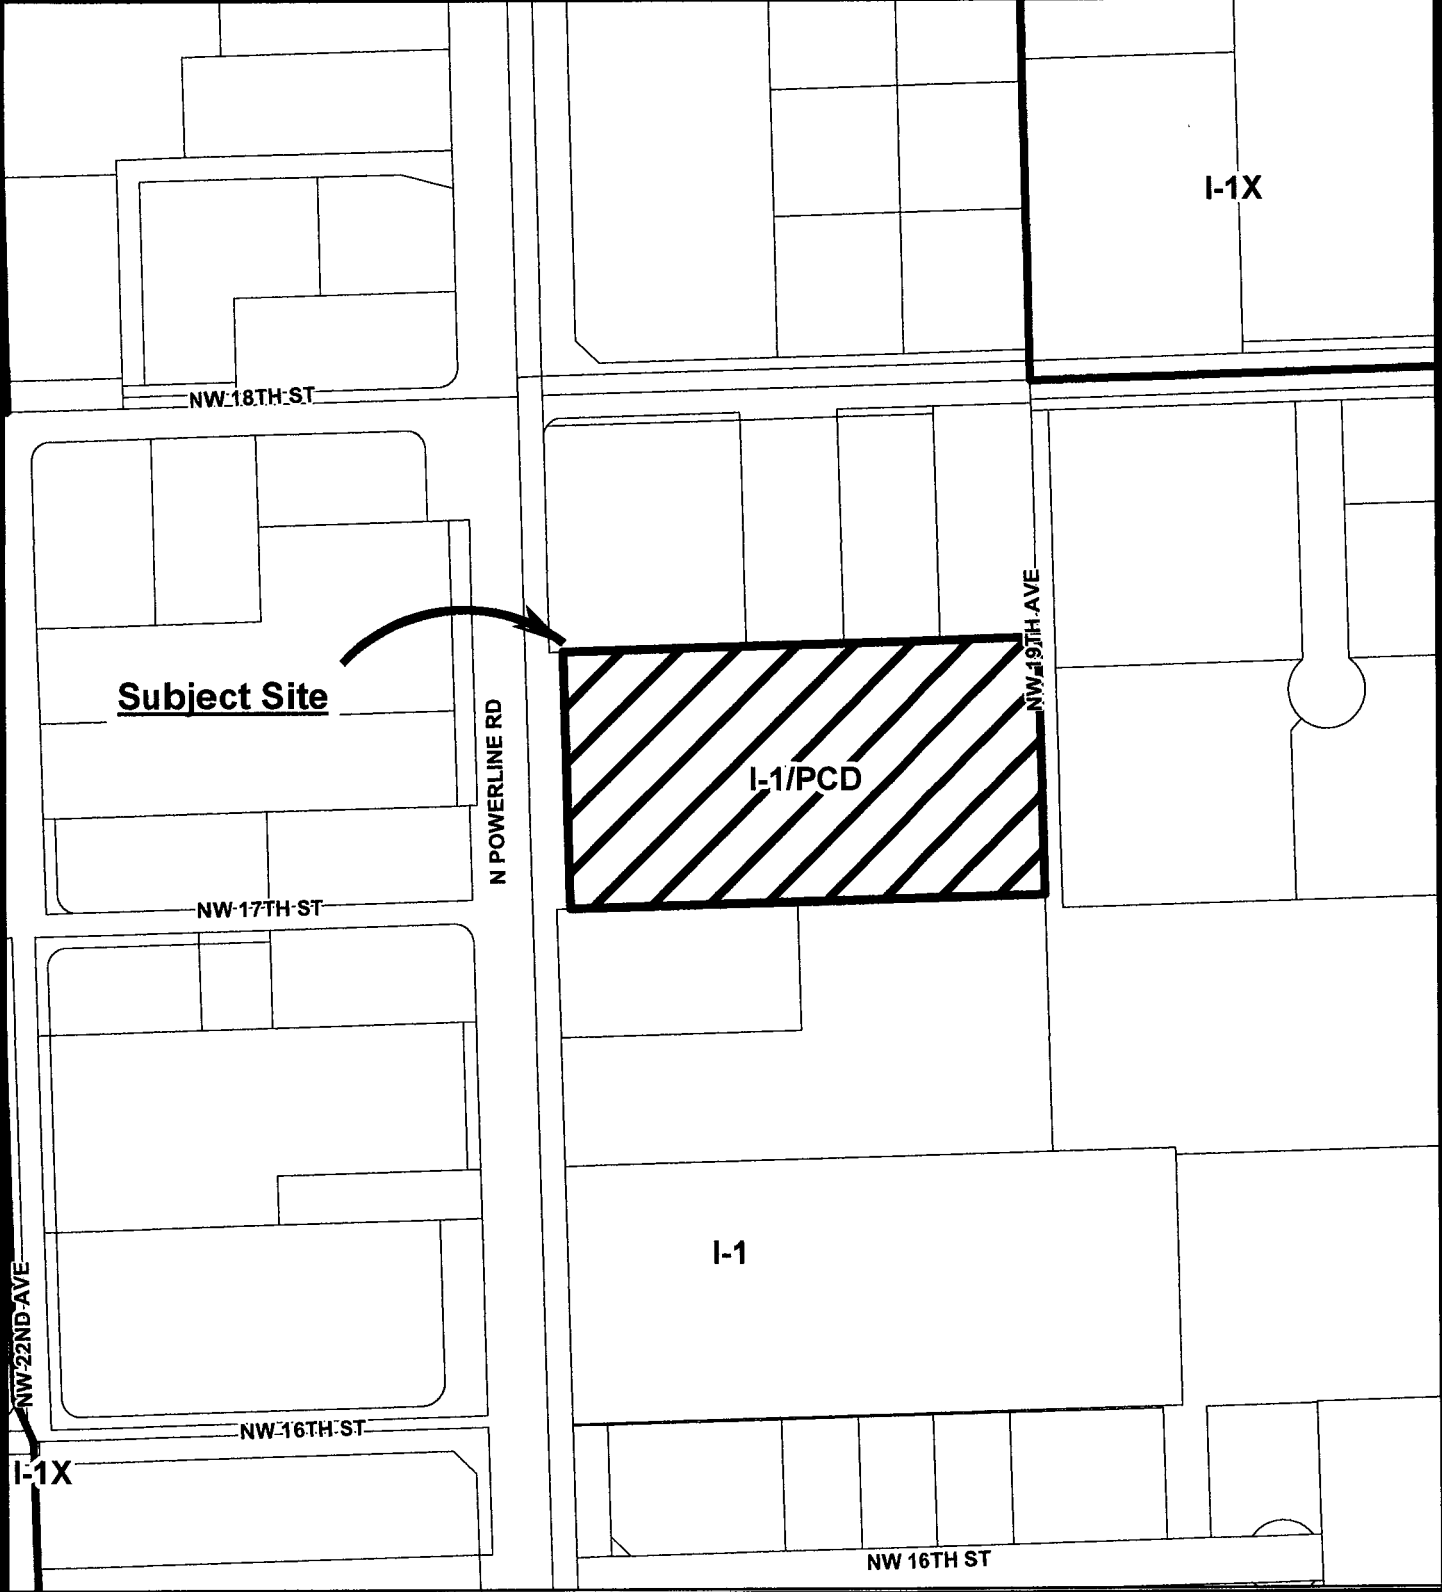 I-1X
NW 18TH ST
NW 19TH AVE
Subject Site
N POWERLINE RD
I-1/PCD
NW 17TH ST
I-1
NW 22ND AVE
NW 16TH ST
I-1X
NW 16TH ST